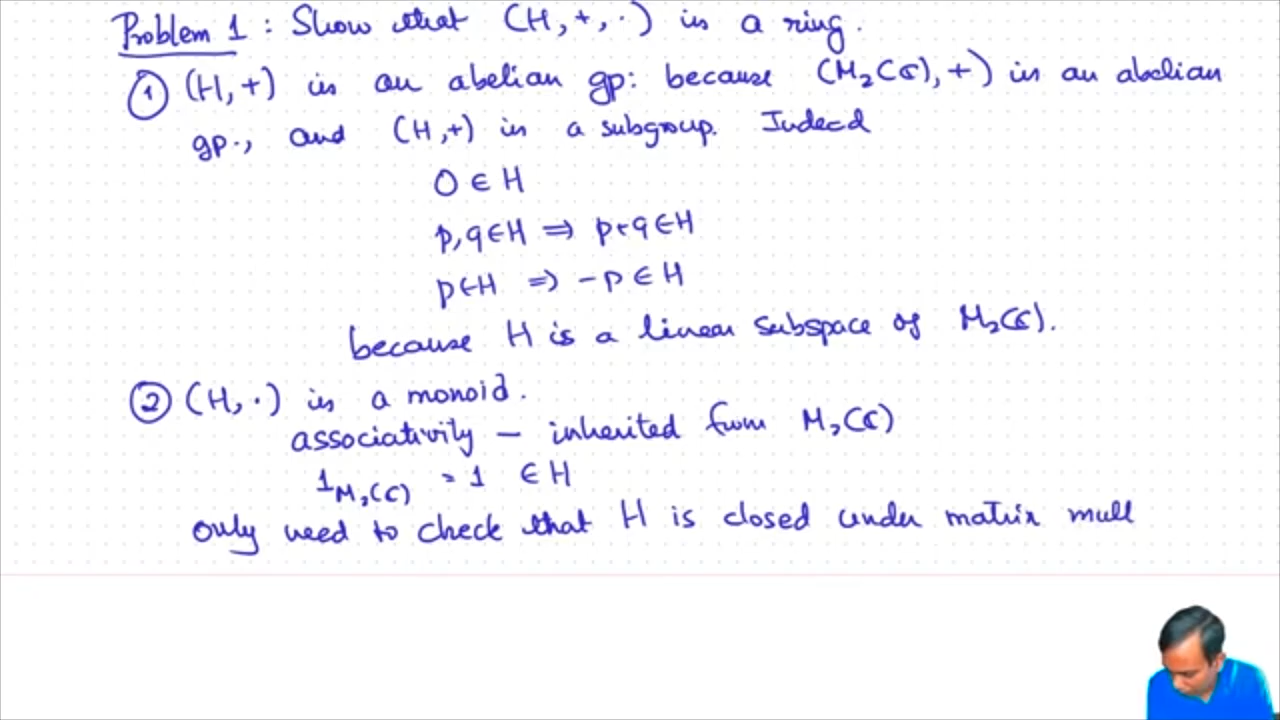 Problem 1 : Show that (H, +, ·) is a ring.
① (H, +) is an abelian gp: because (M₂(ℂ), +) is an abelian
gp., and (H, +) is a subgroup. Indeed
0 ∈ H
p, q ∈ H ⇒ p+q ∈ H
p ∈ H ⇒ -p ∈ H
because H is a linear subspace of M₂(ℂ).
② (H, ·) is a monoid.
associativity – inherited from M₂(ℂ)
1_{M₂(ℂ)} = 1 ∈ H
only need to check that H is closed under matrix mult